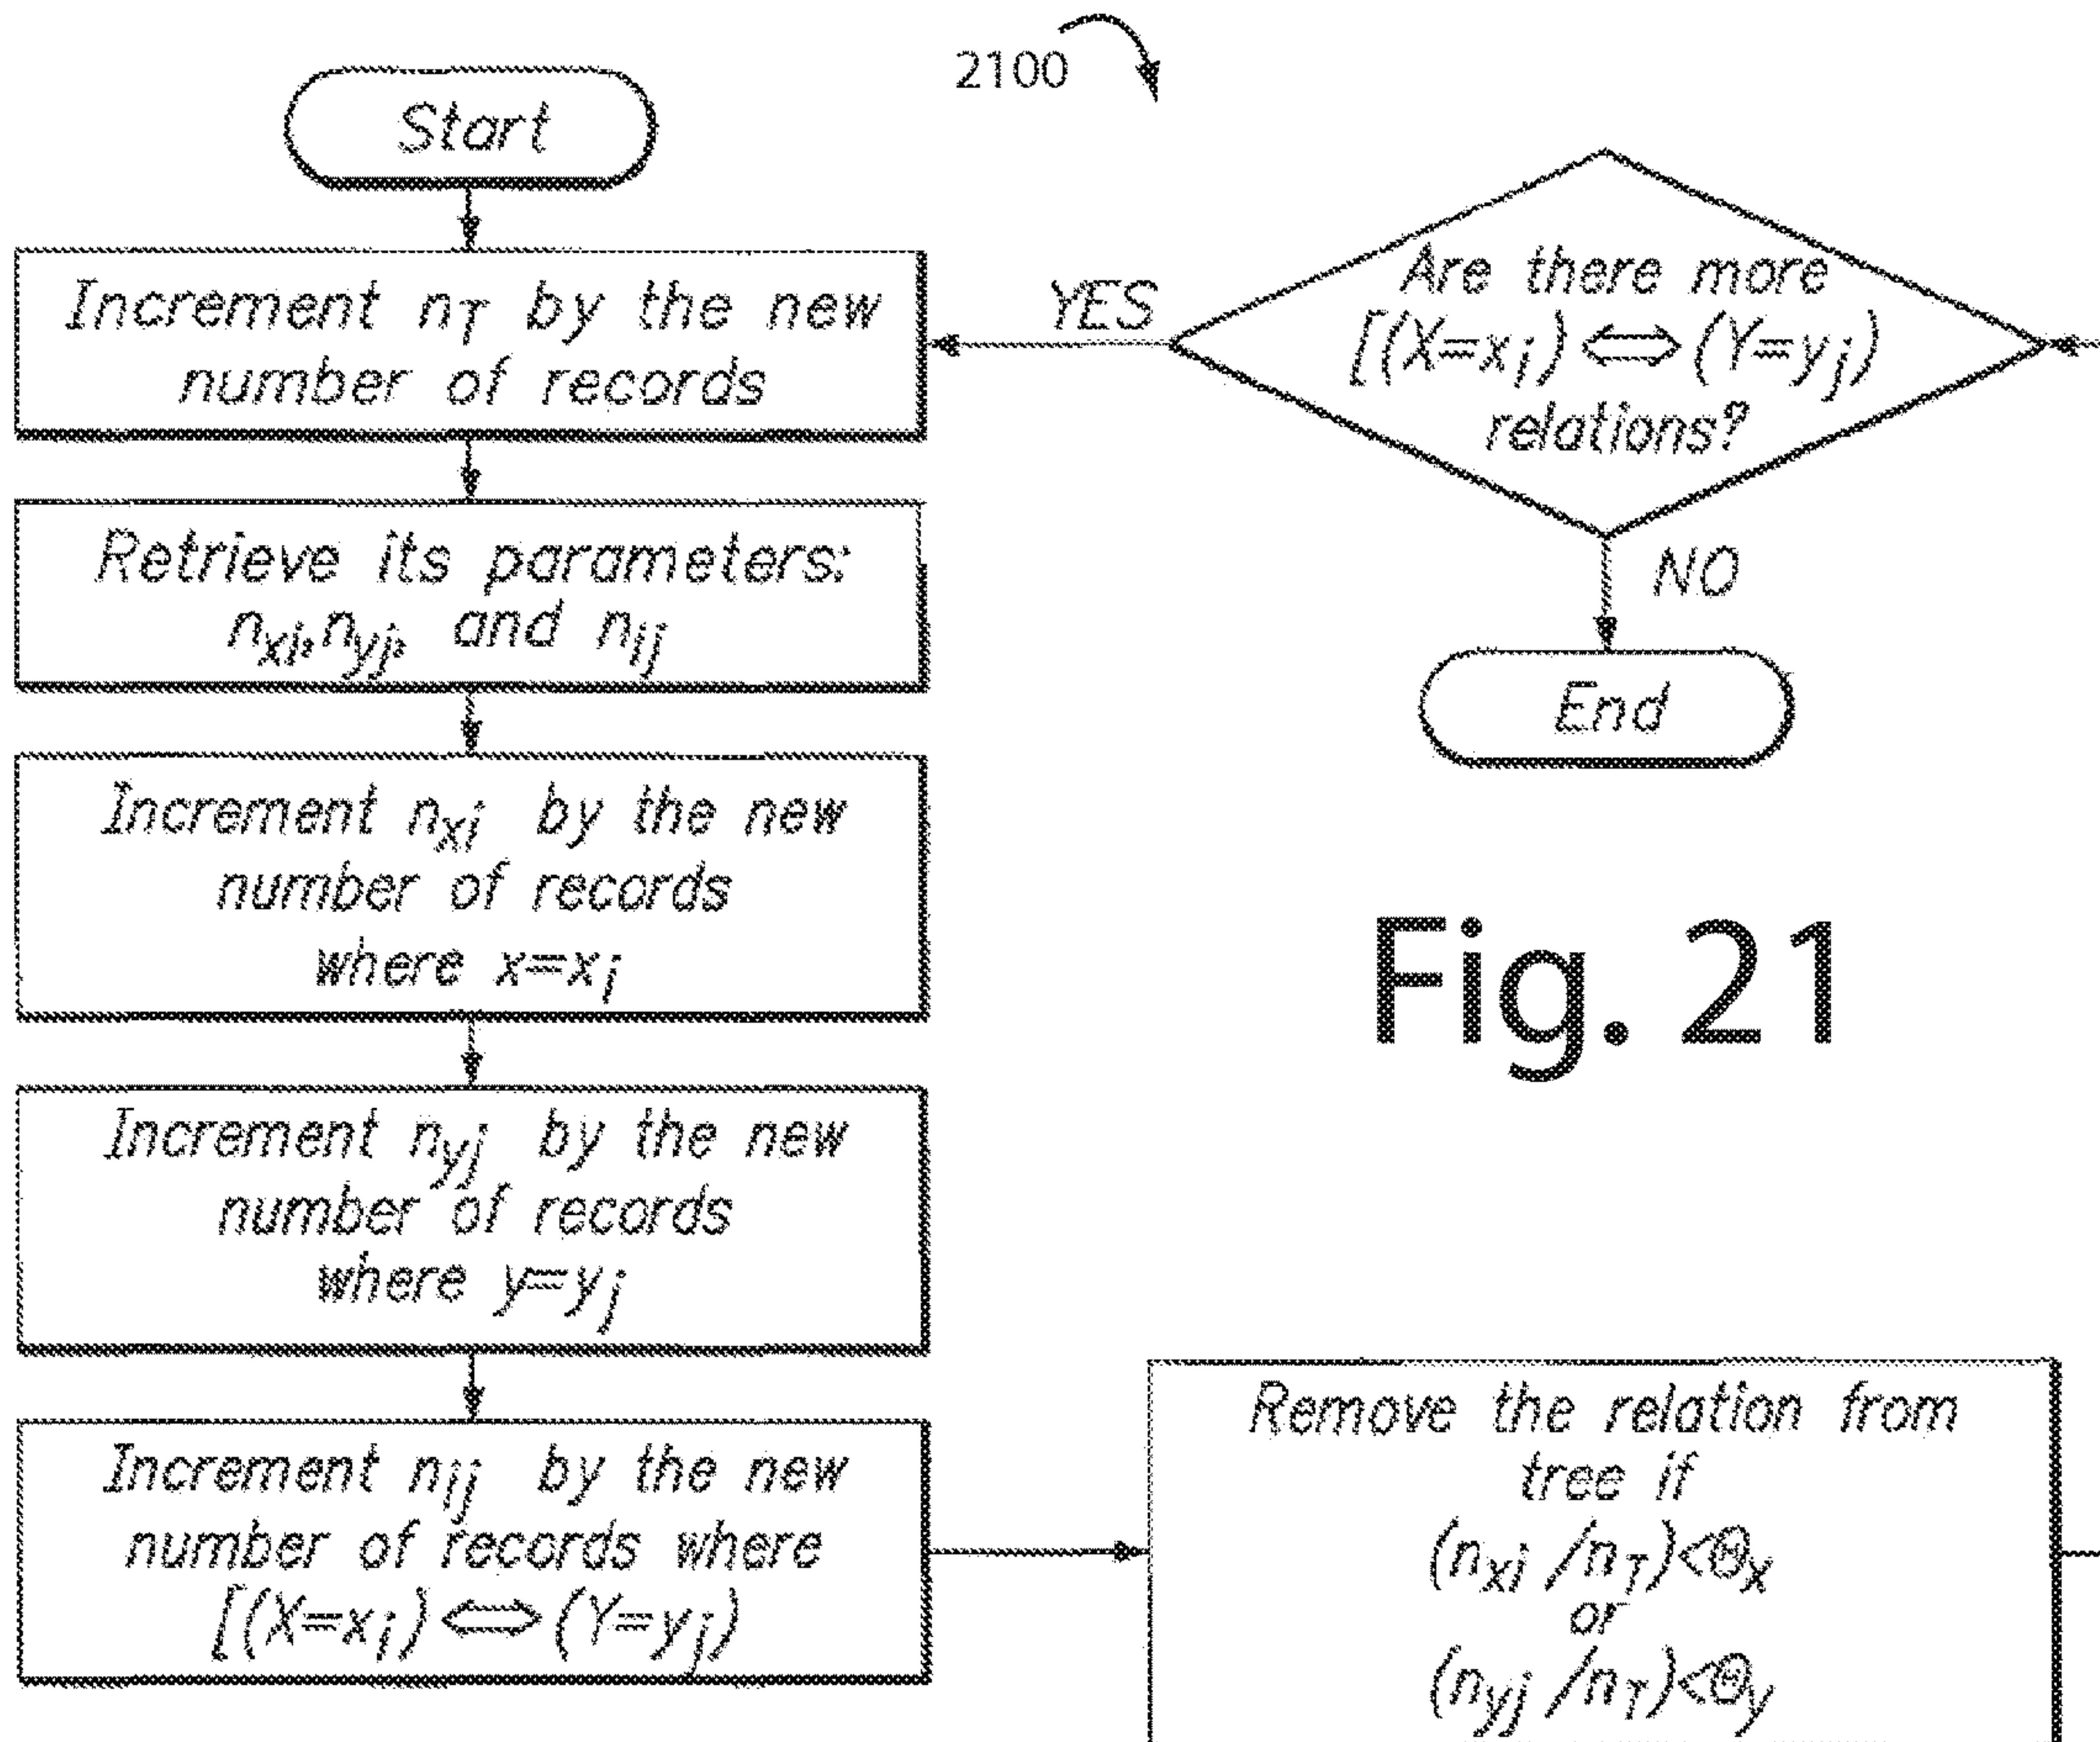 2100
Start
Increment n_T by the new
number of records
Retrieve its parameters:
n_xi, n_yj, and n_ij
Increment n_xi by the new
number of records
where x=x_i
Increment n_yj by the new
number of records
where y=y_j
Increment n_ij by the new
number of records where
[(X=x_i)⇔(Y=y_j)
Remove the relation from
tree if
(n_xi /n_T)<Θ_x
or
(n_yj /n_T)<Θ_y
Are there more
[(X=x_i)⇔(Y=y_j)
relations?
YES
NO
End
Fig. 21